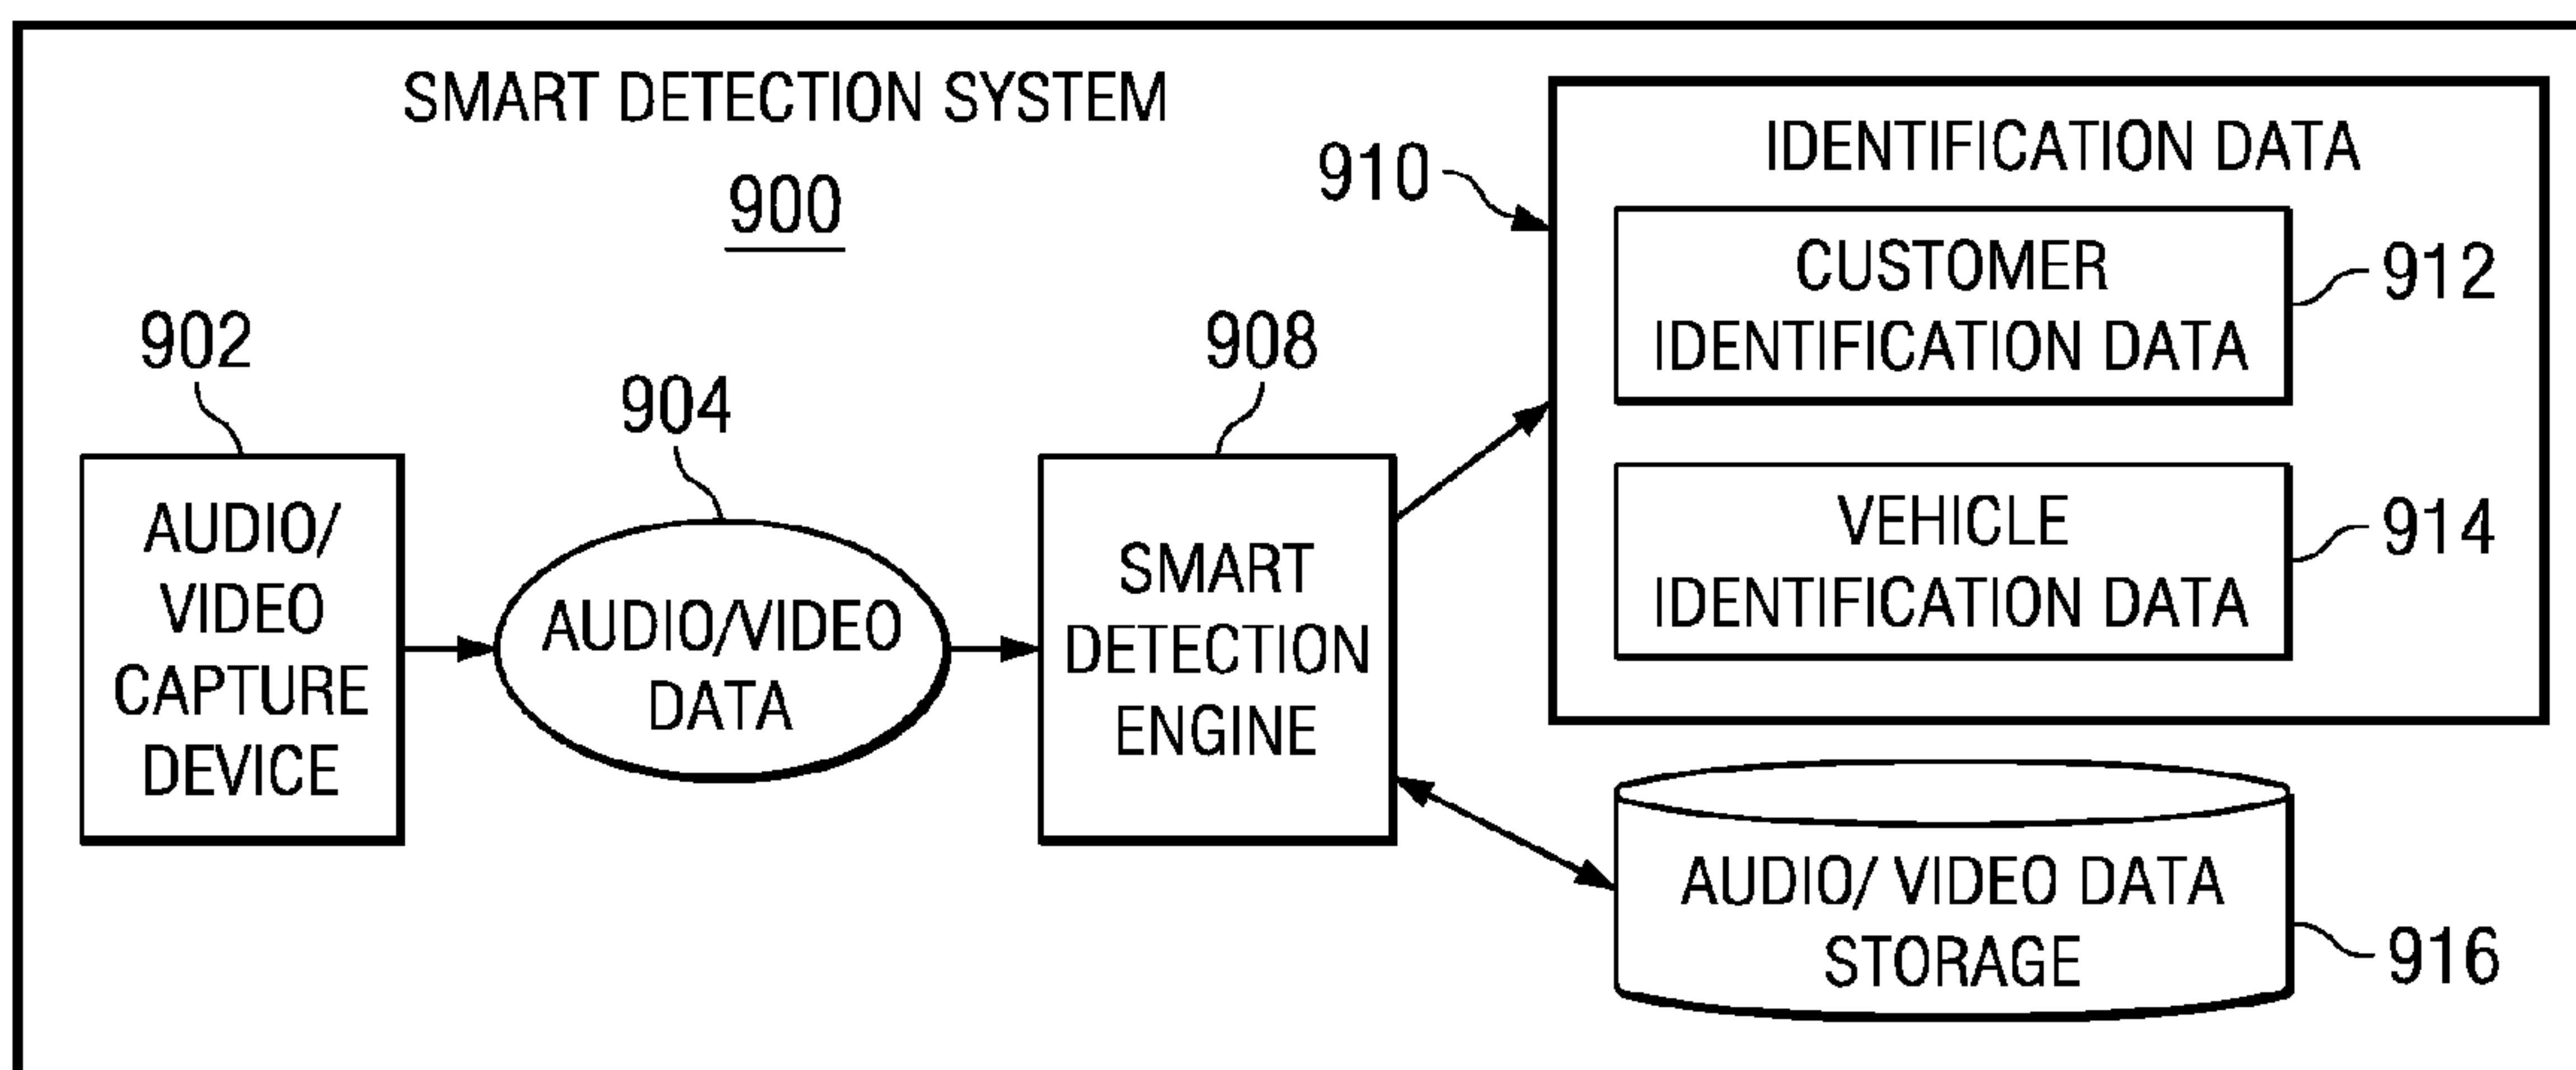 SMART DETECTION SYSTEM
900
902
AUDIO/
VIDEO
CAPTURE
DEVICE
904
AUDIO/VIDEO
DATA
908
SMART
DETECTION
ENGINE
910
IDENTIFICATION DATA
CUSTOMER
IDENTIFICATION DATA
912
VEHICLE
IDENTIFICATION DATA
914
AUDIO/ VIDEO DATA
STORAGE
916